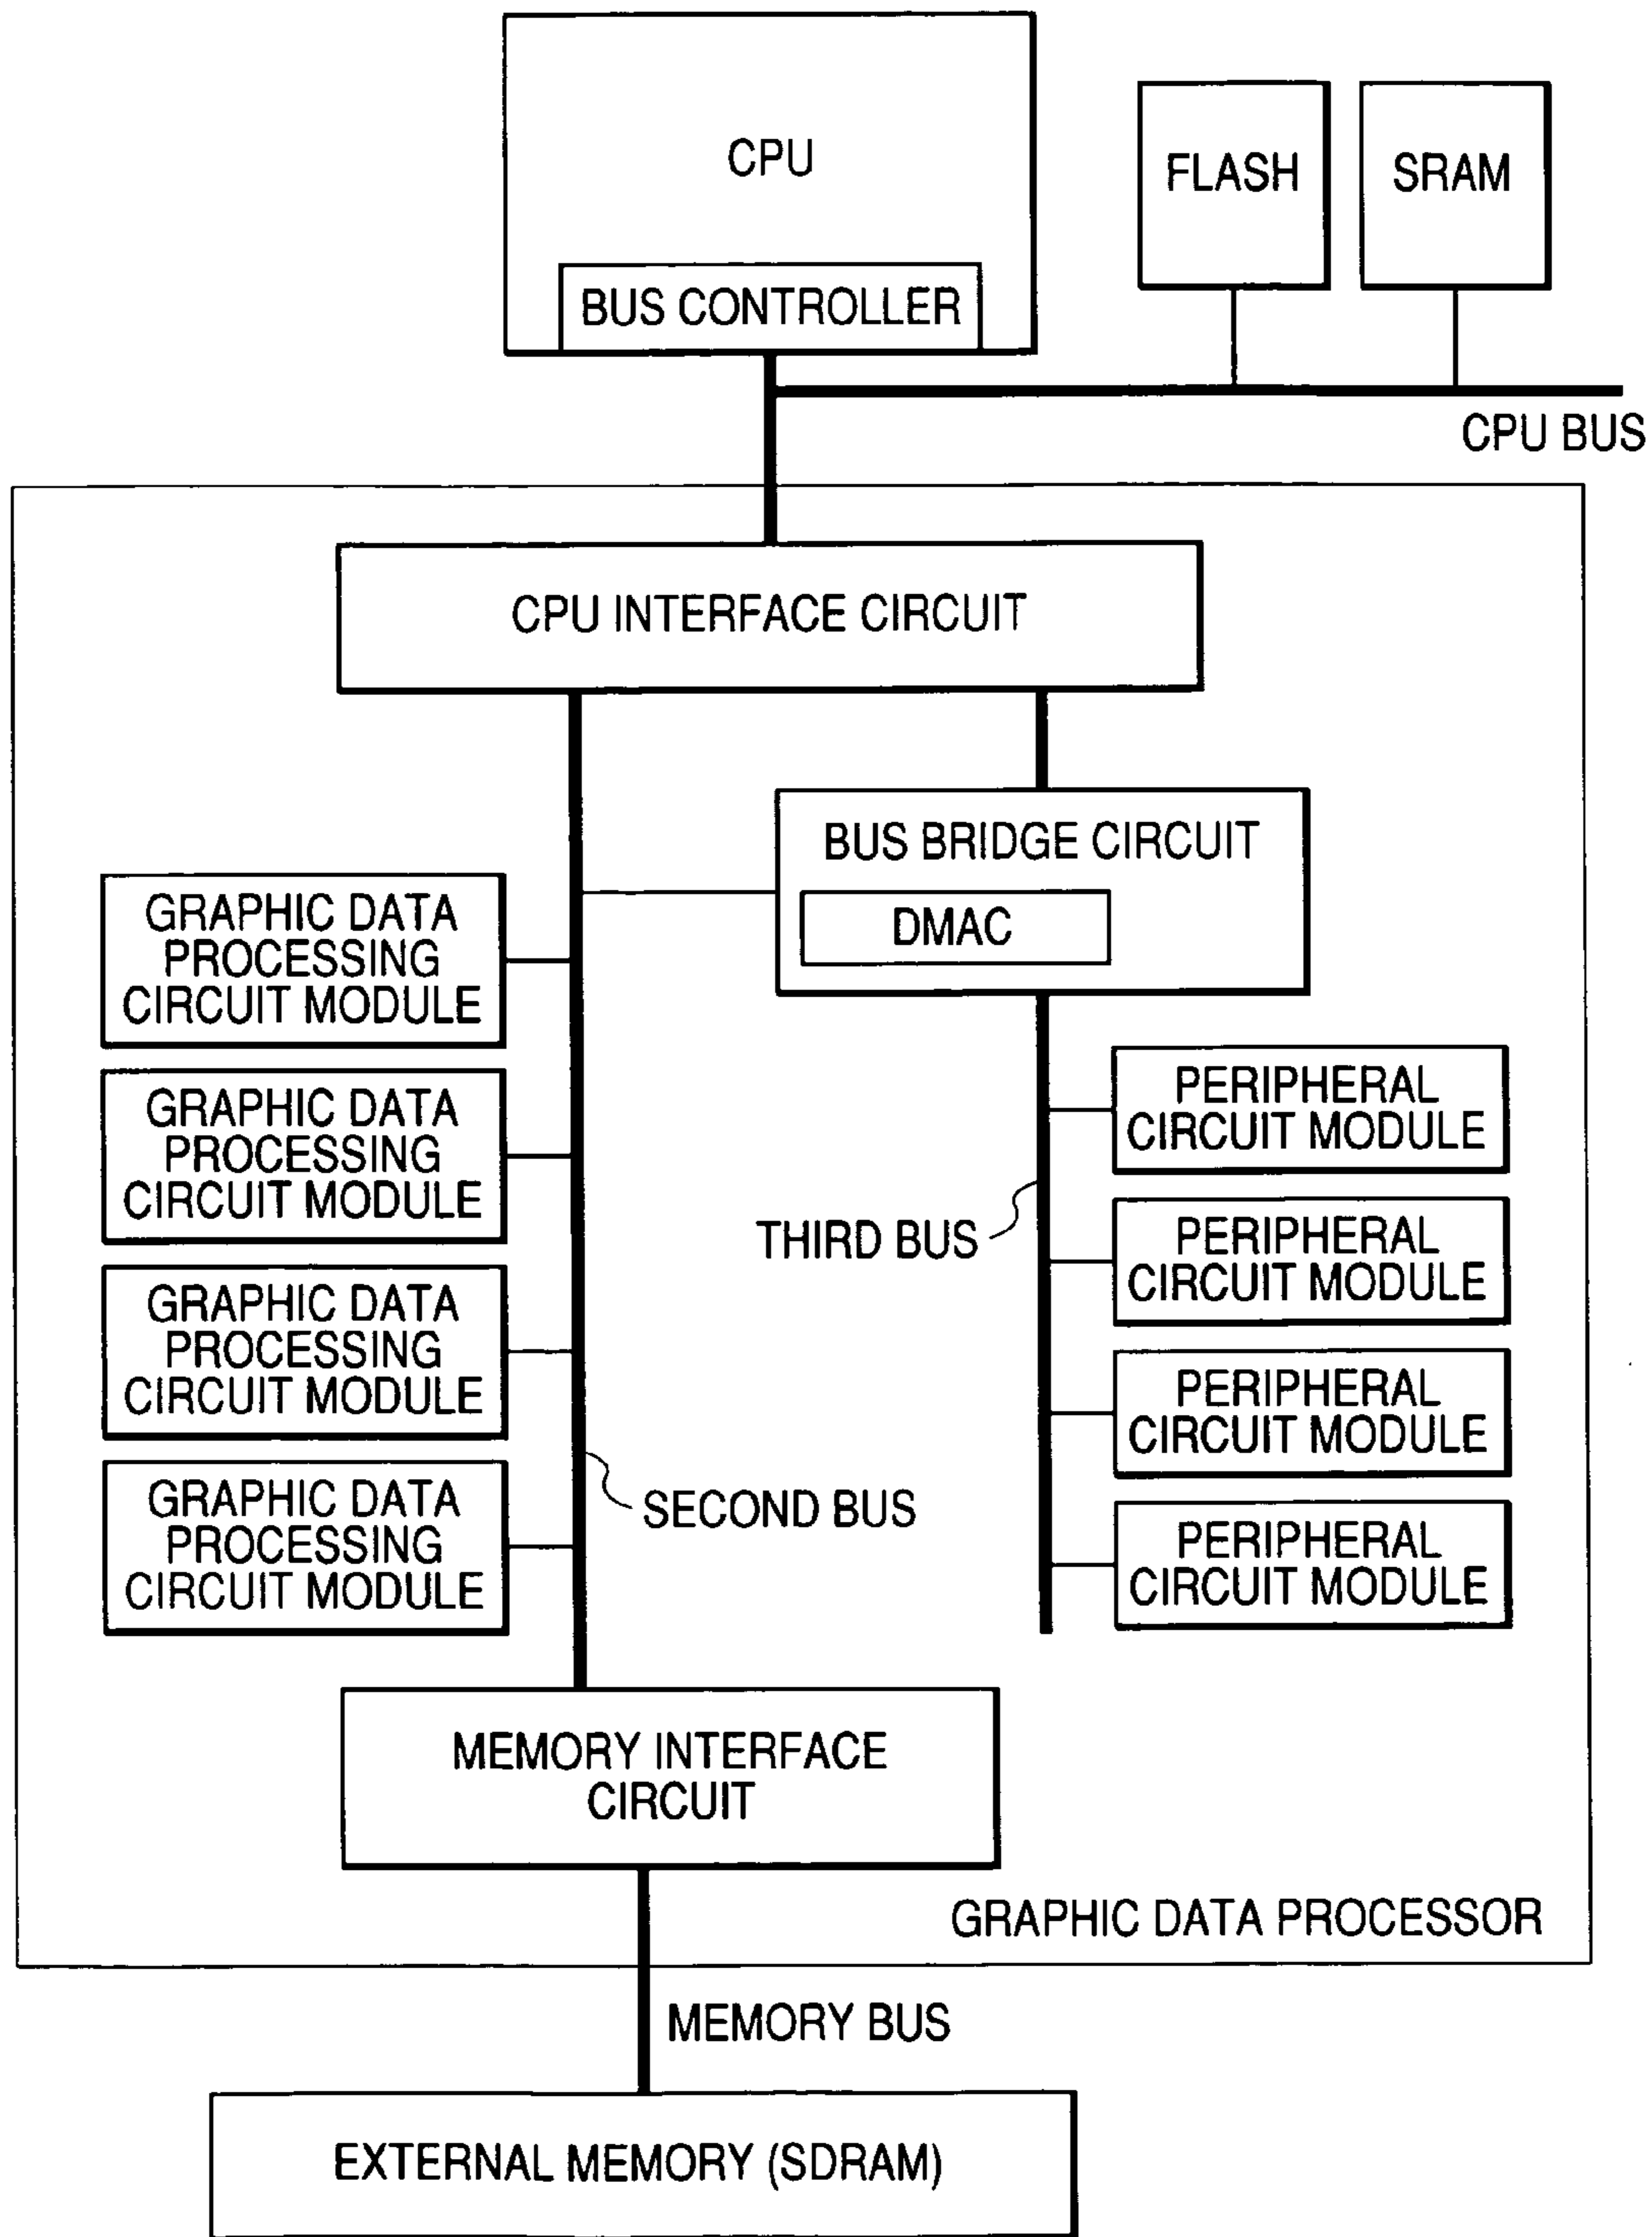 CPU
FLASH
SRAM
BUS CONTROLLER
CPU BUS
CPU INTERFACE CIRCUIT
BUS BRIDGE CIRCUIT
DMAC
GRAPHIC DATA
PROCESSING
CIRCUIT MODULE
GRAPHIC DATA
PROCESSING
CIRCUIT MODULE
GRAPHIC DATA
PROCESSING
CIRCUIT MODULE
GRAPHIC DATA
PROCESSING
CIRCUIT MODULE
PERIPHERAL
CIRCUIT MODULE
THIRD BUS
PERIPHERAL
CIRCUIT MODULE
PERIPHERAL
CIRCUIT MODULE
SECOND BUS
PERIPHERAL
CIRCUIT MODULE
MEMORY INTERFACE
CIRCUIT
GRAPHIC DATA PROCESSOR
MEMORY BUS
EXTERNAL MEMORY (SDRAM)